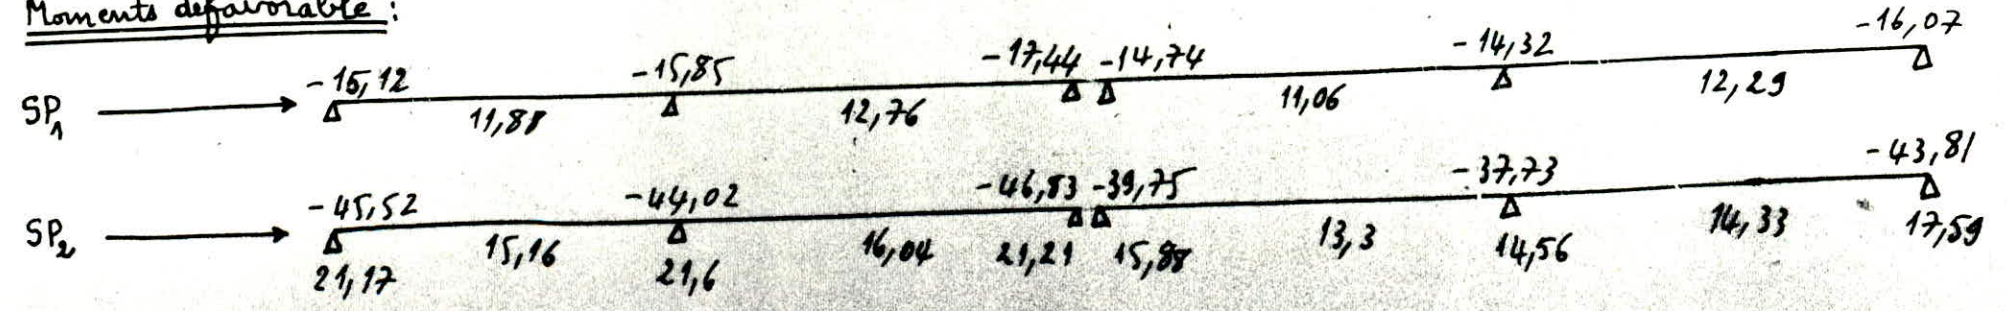 Moments défavorable :
-15,12 -15,85 -17,44 -14,74 -14,32 -16,07
SP1 11,88 12,76 11,06 12,29
-45,52 -44,02 -46,83 -39,75 -37,73 -43,81
SP2 15,16 16,04 13,3 14,33
21,17 21,6 21,21 15,88 14,56 17,59